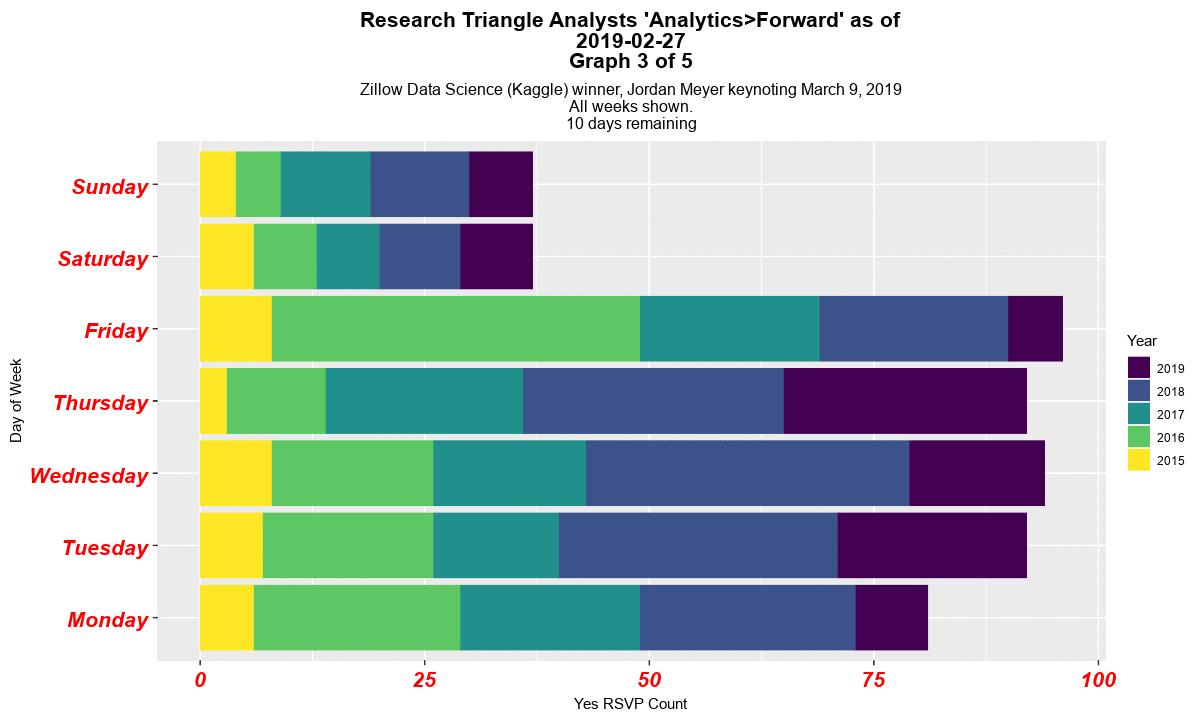 Research Triangle Analysts 'Analytics>Forward' as of
2019-02-27
Graph 3 of 5
Zillow Data Science (Kaggle) winner, Jordan Meyer keynoting March 9, 2019
All weeks shown.
10 days remaining
Day of Week
Sunday
Saturday
Friday
Thursday
Wednesday
Tuesday
Monday
0 25 50 75 100
Yes RSVP Count
Year
2019
2018
2017
2016
2015